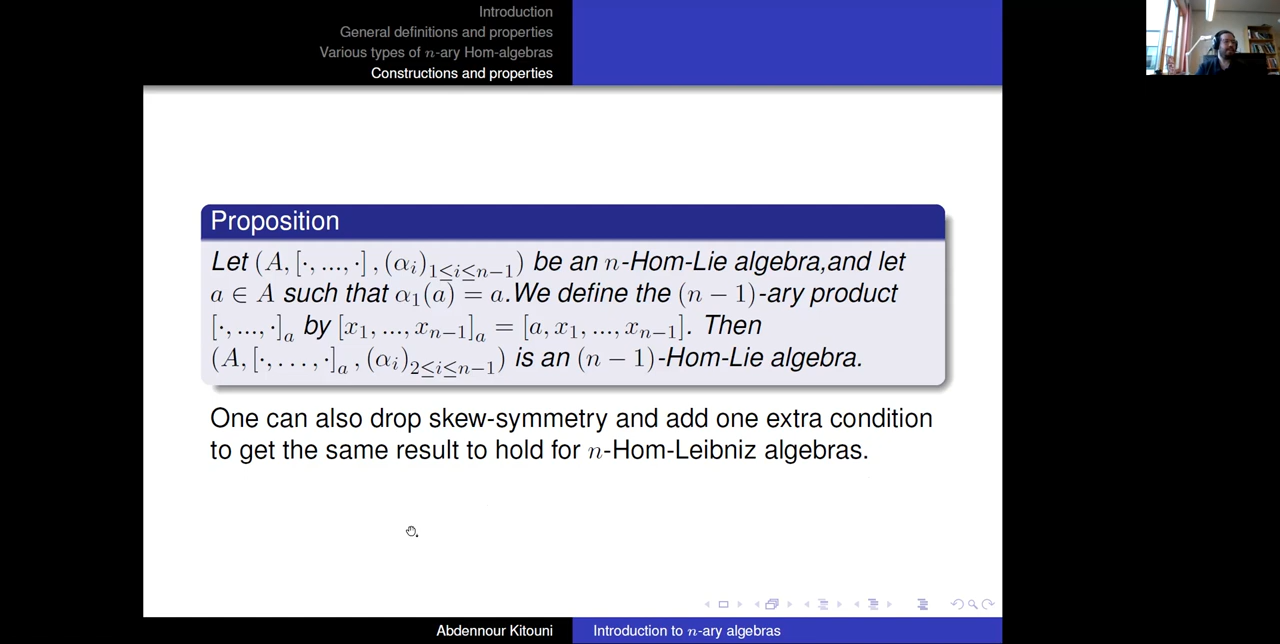 Introduction
General definitions and properties
Various types of n-ary Hom-algebras
Constructions and properties
Proposition
Let (A, [·, ..., ·] , (α_i)_{1≤i≤n−1}) be an n-Hom-Lie algebra,and let
a ∈ A such that α_1(a) = a.We define the (n − 1)-ary product
[·, ..., ·]_a by [x_1, ..., x_{n−1}]_a = [a, x_1, ..., x_{n−1}]. Then
(A, [·, . . . , ·]_a , (α_i)_{2≤i≤n−1}) is an (n − 1)-Hom-Lie algebra.
One can also drop skew-symmetry and add one extra condition
to get the same result to hold for n-Hom-Leibniz algebras.
Abdennour Kitouni
Introduction to n-ary algebras